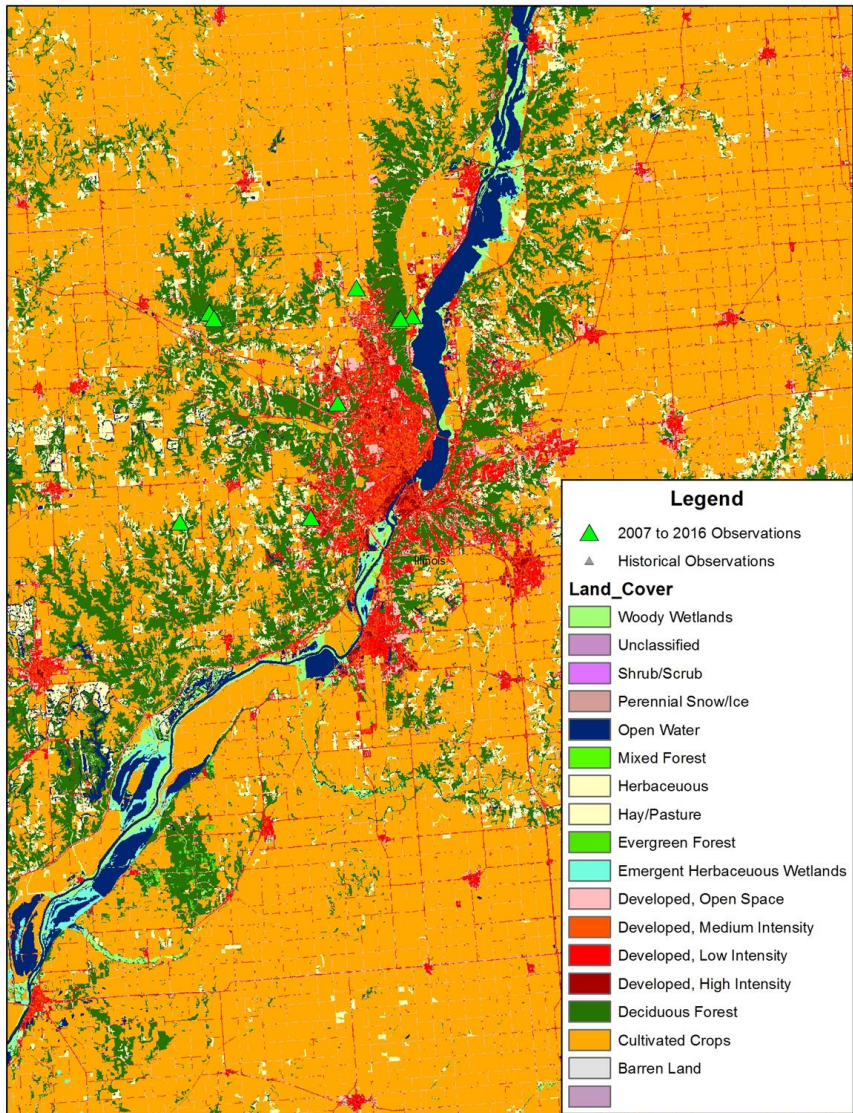 Illinois
Legend
2007 to 2016 Observations
Historical Observations
Land_Cover
Woody Wetlands
Unclassified
Shrub/Scrub
Perennial Snow/Ice
Open Water
Mixed Forest
Herbaceuous
Hay/Pasture
Evergreen Forest
Emergent Herbaceuous Wetlands
Developed, Open Space
Developed, Medium Intensity
Developed, Low Intensity
Developed, High Intensity
Deciduous Forest
Cultivated Crops
Barren Land